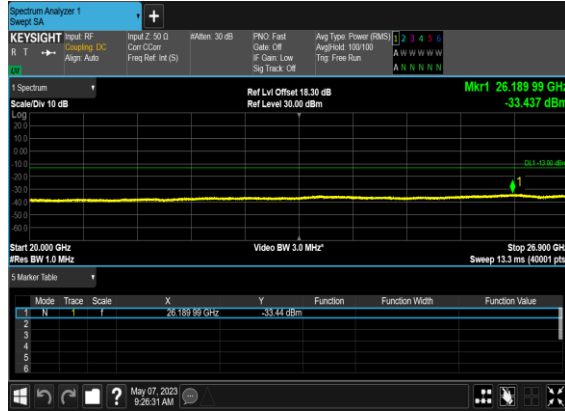 Spectrum Analyzer 1
Swept SA
+
KEYSIGHT Input: RF Input Z: 50 Ω #Atten: 30 dB PNO: Fast Avg Type: Power (RMS) 1 2 3 4 5 6
R T Coupling: DC Corr CCorr Gate: Off Avg|Hold: 100/100 A W W W W W
Align: Auto Freq Ref: Int (S) IF Gain: Low Trig: Free Run
Sig Track: Off A N N N N N
1 Spectrum
Ref Lvl Offset 18.30 dB Mkr1 26.189 99 GHz
Scale/Div 10 dB Ref Level 30.00 dBm -33.437 dBm
Log
20.0
10.0
0.00
-10.0
DL1 -13.00 dBm
-20.0
1
-30.0
-40.0
-50.0
-60.0
Start 20.000 GHz Video BW 3.0 MHz* Stop 26.900 GHz
#Res BW 1.0 MHz Sweep 13.3 ms (40001 pts)
5 Marker Table
Mode Trace Scale X Y Function Function Width Function Value
1 N 1 f 26.189 99 GHz -33.44 dBm
2
3
4
5
6
? May 07, 2023
9:26:31 AM